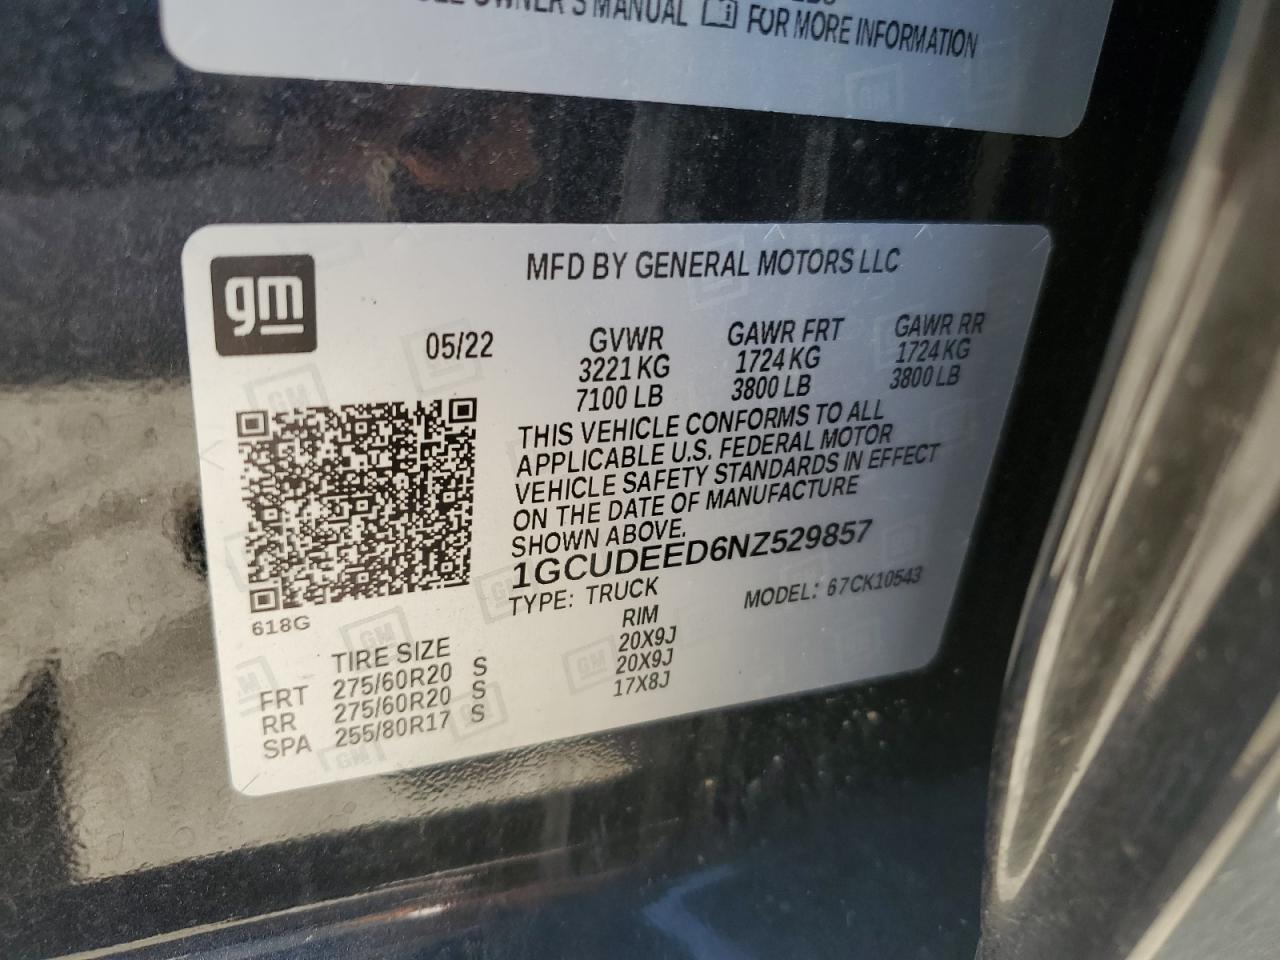 OWNER'S MANUAL FOR MORE INFORMATION
gm
MFD BY GENERAL MOTORS LLC
05/22
GVWR GAWR FRT GAWR RR
3221 KG 1724 KG 1724 KG
7100 LB 3800 LB 3800 LB
THIS VEHICLE CONFORMS TO ALL
APPLICABLE U.S. FEDERAL MOTOR
VEHICLE SAFETY STANDARDS IN EFFECT
ON THE DATE OF MANUFACTURE
SHOWN ABOVE.
1GCUDEED6NZ529857
TYPE: TRUCK MODEL: 67CK10543
618G
TIRE SIZE RIM
FRT 275/60R20 S 20X9J
RR 275/60R20 S 20X9J
SPA 255/80R17 S 17X8J